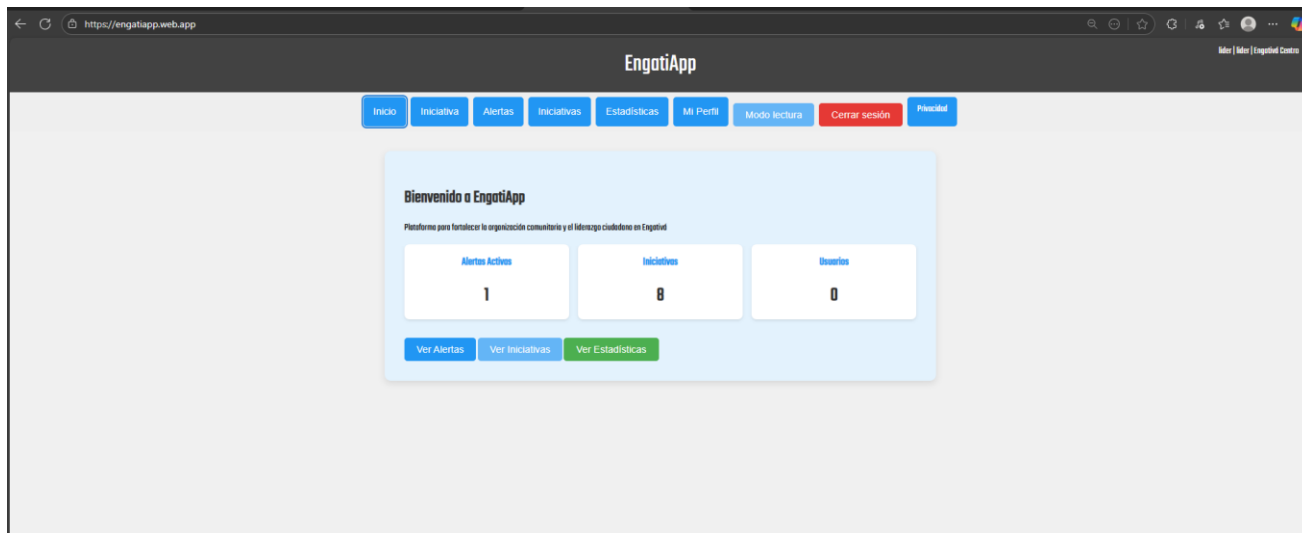 https://engatiapp.web.app
EngatiApp
líder | líder | Engativá Centro
Inicio
Iniciativa
Alertas
Iniciativas
Estadísticas
Mi Perfil
Modo lectura
Cerrar sesión
Privacidad
Bienvenido a EngatiApp
Plataforma para fortalecer la organización comunitaria y el liderazgo ciudadano en Engativá
Alertas Activas
Iniciativas
Usuarios
1
8
0
Ver Alertas
Ver Iniciativas
Ver Estadísticas